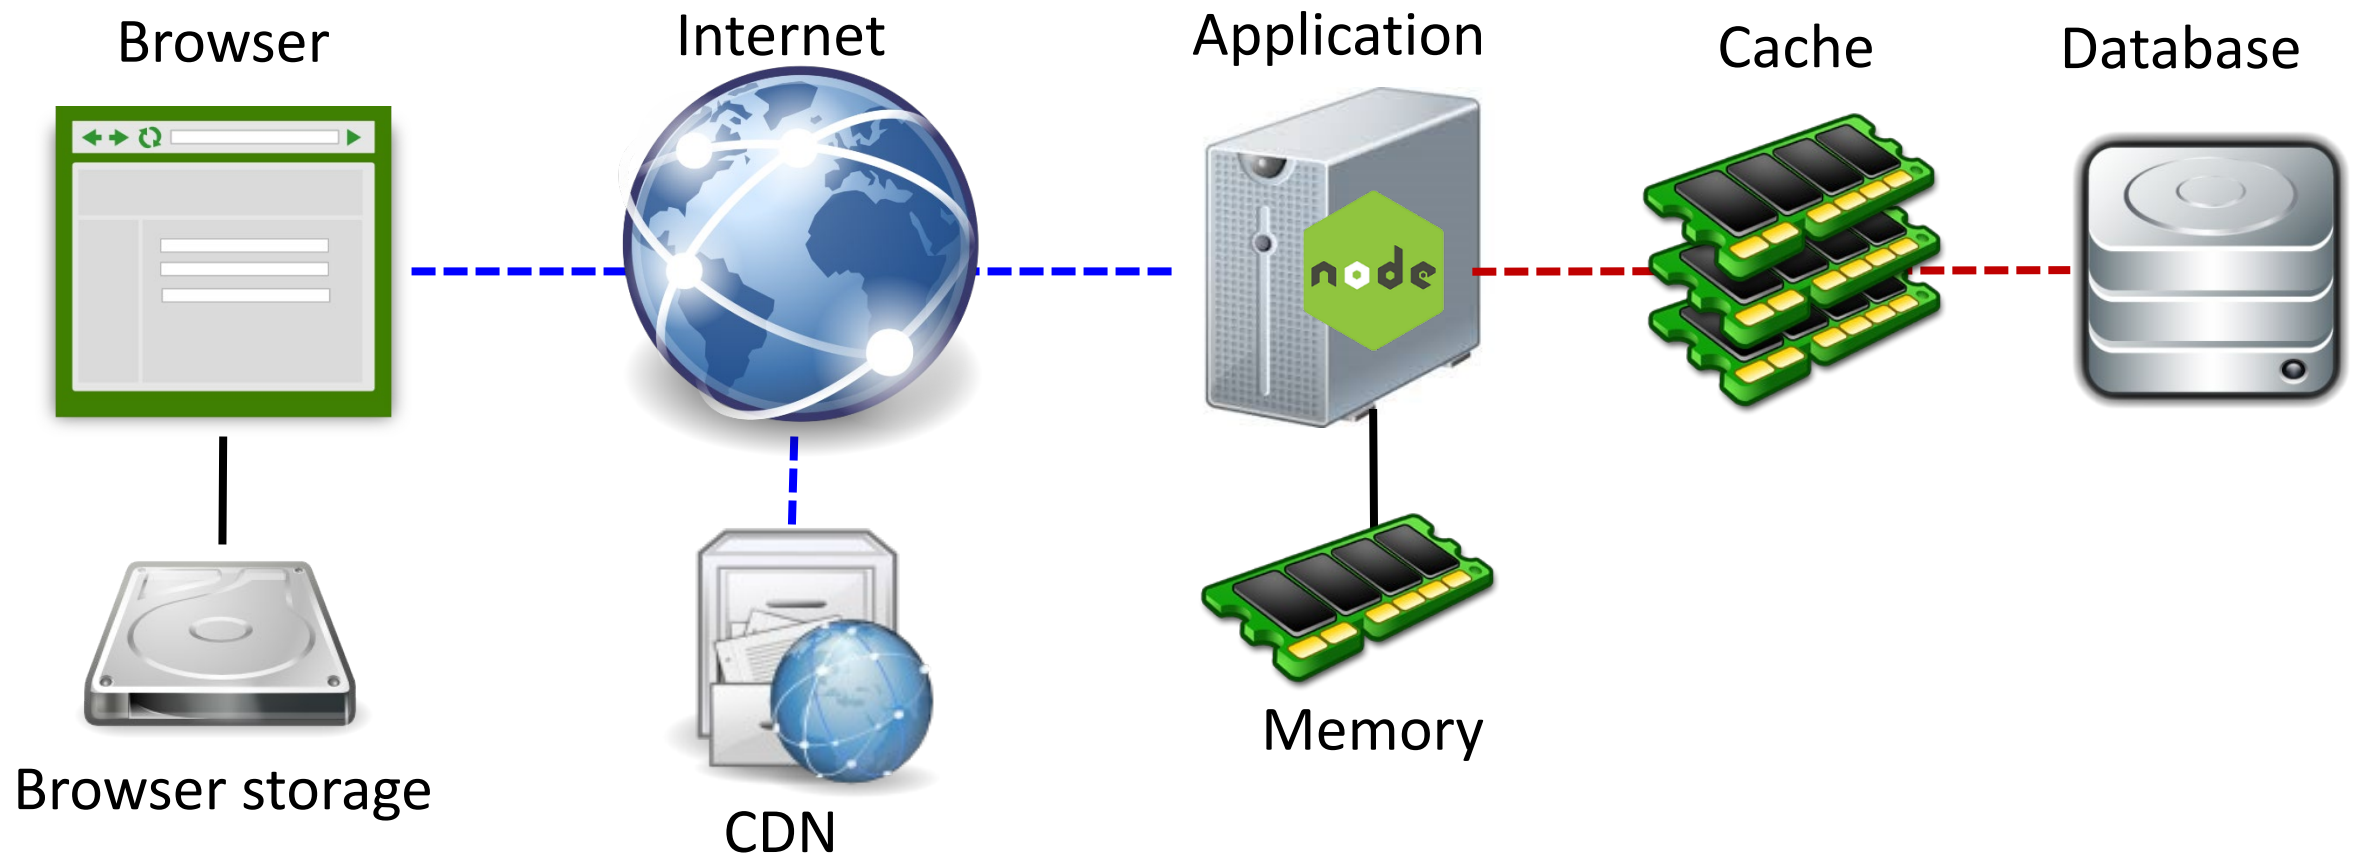 Browser
Internet
Application
Cache
Database
node
Memory
Browser storage
CDN